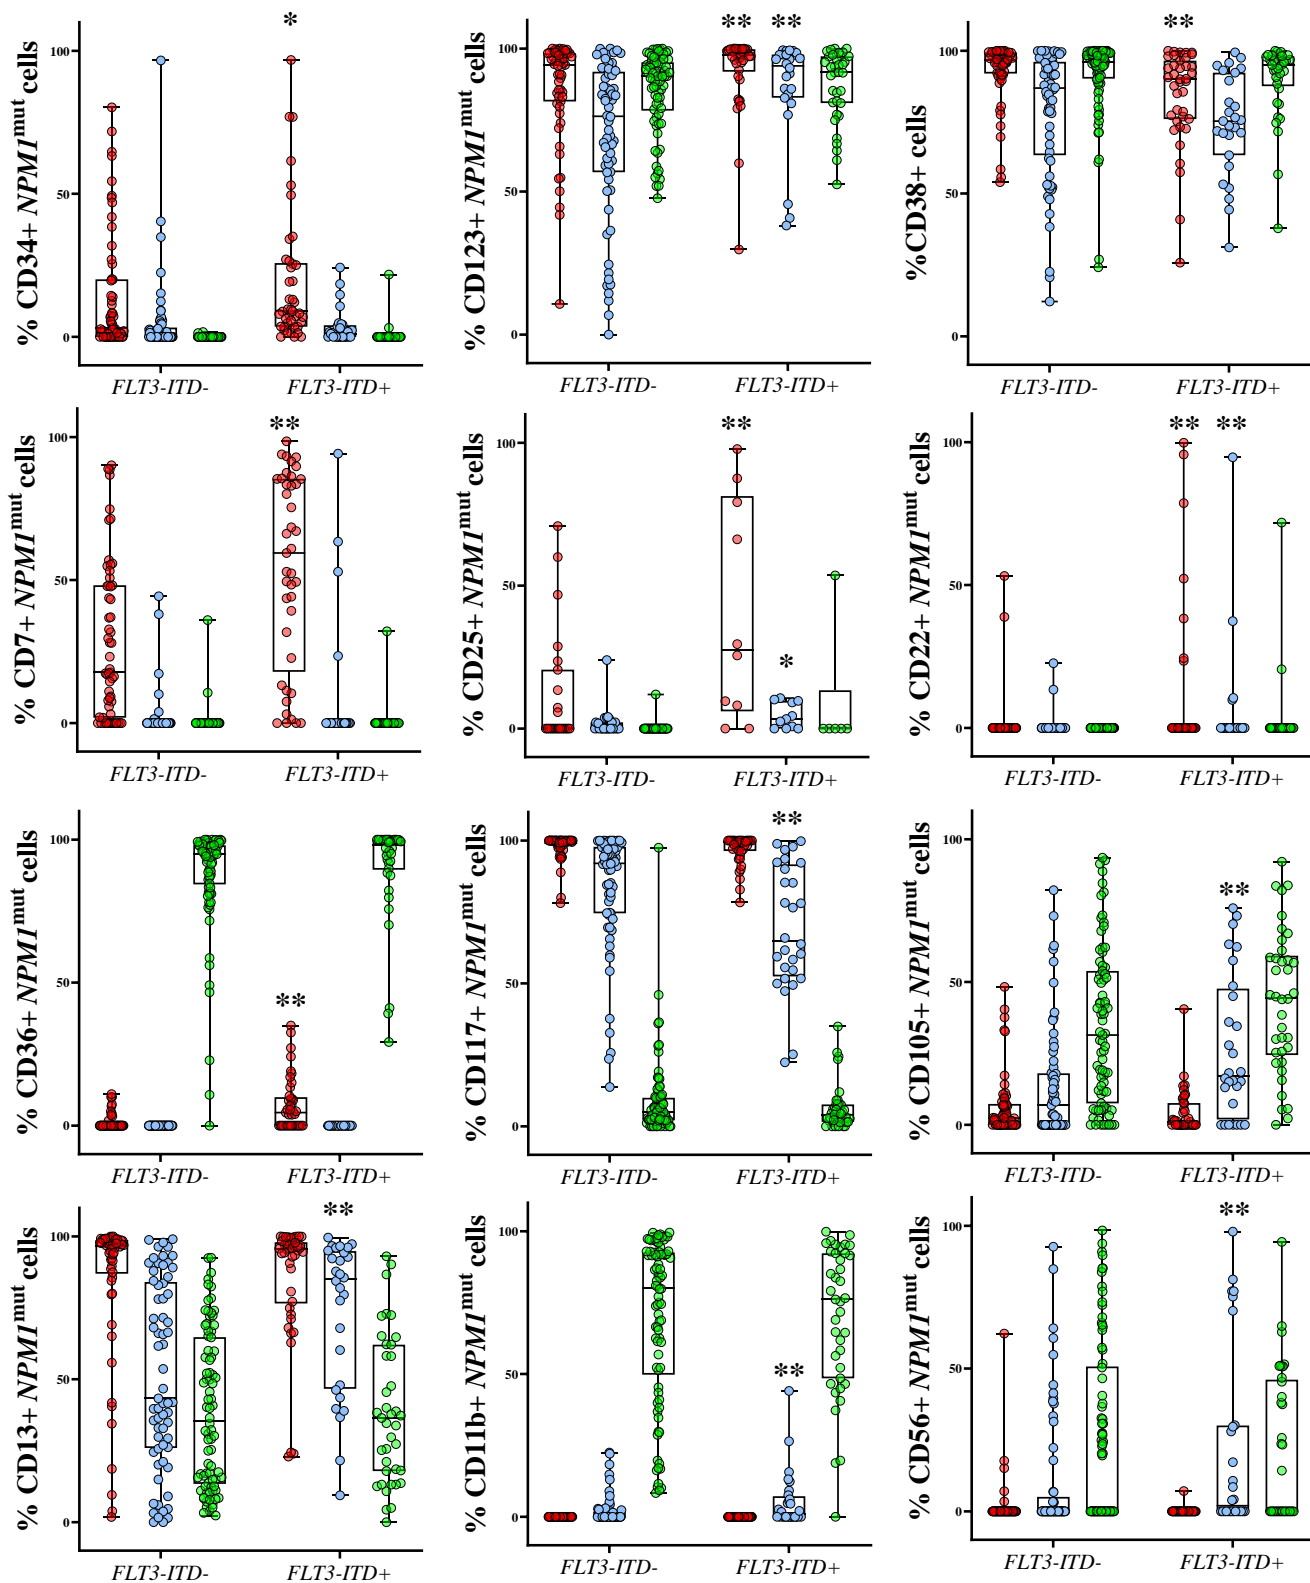 % CD34+ NPM1mut cells
100
50
0
*
FLT3-ITD-
FLT3-ITD+
% CD123+ NPM1mut cells
100
50
0
**
**
FLT3-ITD-
FLT3-ITD+
%CD38+ cells
100
50
0
**
FLT3-ITD-
FLT3-ITD+
% CD7+ NPM1mut cells
100
50
0
**
FLT3-ITD-
FLT3-ITD+
% CD25+ NPM1mut cells
100
50
0
**
*
FLT3-ITD-
FLT3-ITD+
% CD22+ NPM1mut cells
100
50
0
**
**
FLT3-ITD-
FLT3-ITD+
% CD36+ NPM1mut cells
100
50
0
**
FLT3-ITD-
FLT3-ITD+
% CD117+ NPM1mut cells
100
50
0
**
FLT3-ITD-
FLT3-ITD+
% CD105+ NPM1mut cells
100
50
0
**
FLT3-ITD-
FLT3-ITD+
% CD13+ NPM1mut cells
100
50
0
**
FLT3-ITD-
FLT3-ITD+
% CD11b+ NPM1mut cells
100
50
0
**
FLT3-ITD-
FLT3-ITD+
% CD56+ NPM1mut cells
100
50
0
**
FLT3-ITD-
FLT3-ITD+